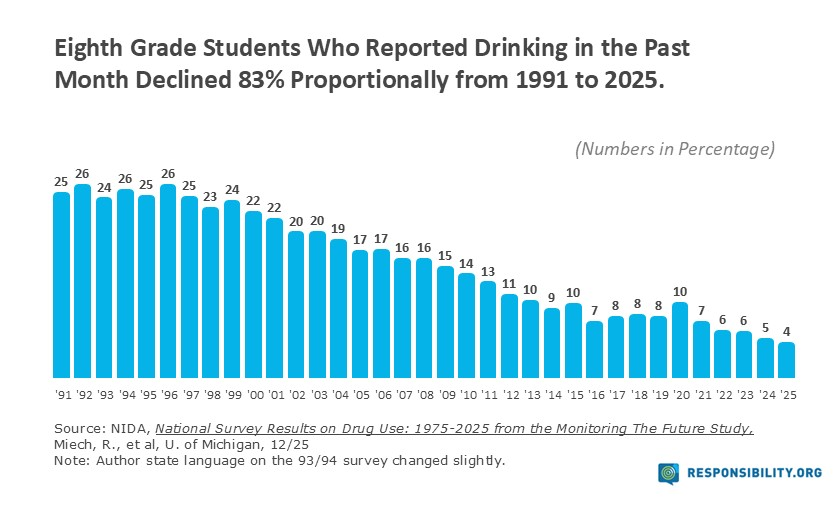 Eighth Grade Students Who Reported Drinking in the Past
Month Declined 83% Proportionally from 1991 to 2025.
(Numbers in Percentage)
25 26 24 26 25 26 25 23 24 22 22 20 20 19 17 17 16 16 15 14 13 11 10 9 10 7 8 8 8 10 7 6 6 5 4
'91 '92 '93 '94 '95 '96 '97 '98 '99 '00 '01 '02 '03 '04 '05 '06 '07 '08 '09 '10 '11 '12 '13 '14 '15 '16 '17 '18 '19 '20 '21 '22 '23 '24 '25
Source: NIDA, National Survey Results on Drug Use: 1975-2025 from the Monitoring The Future Study,
Miech, R., et al, U. of Michigan, 12/25
Note: Author state language on the 93/94 survey changed slightly.
RESPONSIBILITY.ORG